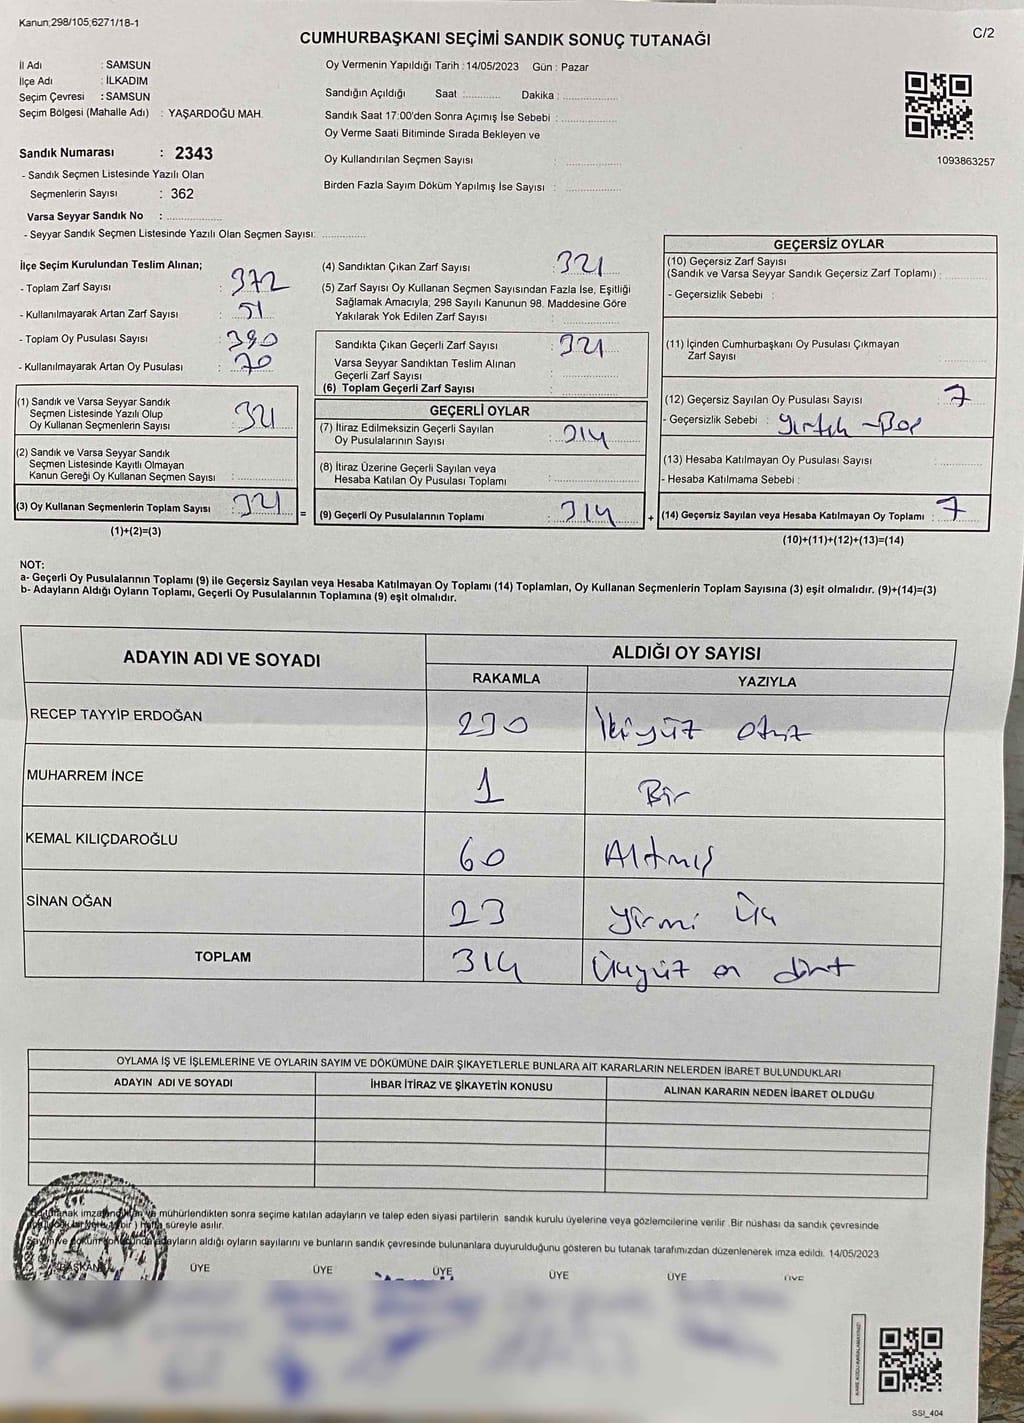 Kanun;298/105,6271/18-1
C/2
CUMHURBAŞKANI SEÇİMİ SANDIK SONUÇ TUTANAĞI
İl Adı : SAMSUN
İlçe Adı : İLKADIM
Seçim Çevresi : SAMSUN
Seçim Bölgesi (Mahalle Adı) : YAŞARDOĞU MAH.
Sandık Numarası : 2343
- Sandık Seçmen Listesinde Yazılı Olan
Seçmenlerin Sayısı : 362
Varsa Seyyar Sandık No : ..................
- Seyyar Sandık Seçmen Listesinde Yazılı Olan Seçmen Sayısı: ..............
Oy Vermenin Yapıldığı Tarih : 14/05/2023 Gün : Pazar
Sandığın Açıldığı Saat : ............ Dakika : ..................
Sandık Saat 17:00'den Sonra Açımış İse Sebebi : ..................
Oy Verme Saati Bitiminde Sırada Bekleyen ve
Oy Kullandırılan Seçmen Sayısı : ..................
Birden Fazla Sayım Döküm Yapılmış İse Sayısı : ..................
1093863257
İlçe Seçim Kurulundan Teslim Alınan;
- Toplam Zarf Sayısı : 372
- Kullanılmayarak Artan Zarf Sayısı : 51
- Toplam Oy Pusulası Sayısı : 390
- Kullanılmayarak Artan Oy Pusulası : 70
(1) Sandık ve Varsa Seyyar Sandık
Seçmen Listesinde Yazılı Olup
Oy Kullanan Seçmenlerin Sayısı : 321
(2) Sandık ve Varsa Seyyar Sandık
Seçmen Listesinde Kayıtlı Olmayan
Kanun Gereği Oy Kullanan Seçmen Sayısı : ..............
(3) Oy Kullanan Seçmenlerin Toplam Sayısı : 321 =
(1)+(2)=(3)
(4) Sandıktan Çıkan Zarf Sayısı : 321
(5) Zarf Sayısı Oy Kullanan Seçmen Sayısından Fazla İse, Eşitliği
Sağlamak Amacıyla, 298 Sayılı Kanunun 98. Maddesine Göre
Yakılarak Yok Edilen Zarf Sayısı : ..................
Sandıkta Çıkan Geçerli Zarf Sayısı : 321
Varsa Seyyar Sandıktan Teslim Alınan
Geçerli Zarf Sayısı : ..................
(6) Toplam Geçerli Zarf Sayısı : ..................
GEÇERLİ OYLAR
(7) İtiraz Edilmeksizin Geçerli Sayılan
Oy Pusulalarının Sayısı : 314
(8) İtiraz Üzerine Geçerli Sayılan veya
Hesaba Katılan Oy Pusulası Toplamı : ..................
(9) Geçerli Oy Pusulalarının Toplamı : 314 +
GEÇERSİZ OYLAR
(10) Geçersiz Zarf Sayısı
(Sandık ve Varsa Seyyar Sandık Geçersiz Zarf Toplamı) : ..............
- Geçersizlik Sebebi :
(11) İçinden Cumhurbaşkanı Oy Pusulası Çıkmayan
Zarf Sayısı ..............
(12) Geçersiz Sayılan Oy Pusulası Sayısı : 7
- Geçersizlik Sebebi : Yırtık - Boş
(13) Hesaba Katılmayan Oy Pusulası Sayısı ..............
- Hesaba Katılmama Sebebi :
(14) Geçersiz Sayılan veya Hesaba Katılmayan Oy Toplamı : 7
(10)+(11)+(12)+(13)=(14)
NOT:
a- Geçerli Oy Pusulalarının Toplamı (9) ile Geçersiz Sayılan veya Hesaba Katılmayan Oy Toplamı (14) Toplamları, Oy Kullanan Seçmenlerin Toplam Sayısına (3) eşit olmalıdır. (9)+(14)=(3)
b- Adayların Aldığı Oyların Toplamı, Geçerli Oy Pusulalarının Toplamına (9) eşit olmalıdır.
ADAYIN ADI VE SOYADI ALDIĞI OY SAYISI
RAKAMLA YAZIYLA
RECEP TAYYİP ERDOĞAN 230 İkiyüz otuz
MUHARREM İNCE 1 Bir
KEMAL KILIÇDAROĞLU 60 Altmış
SİNAN OĞAN 23 Yirmi Üç
TOPLAM 314 Üçyüz on dört
OYLAMA İŞ VE İŞLEMLERİNE VE OYLARIN SAYIM VE DÖKÜMÜNE DAİR ŞİKAYETLERLE BUNLARA AİT KARARLARIN NELERDEN İBARET BULUNDUKLARI
ADAYIN ADI VE SOYADI İHBAR İTİRAZ VE ŞİKAYETİN KONUSU ALINAN KARARIN NEDEN İBARET OLDUĞU
ve mühürlendikten sonra seçime katılan adayların ve talep eden siyasi partilerin sandık kurulu üyelerine veya gözlemcilerine verilir. Bir nüshası da sandık çevresinde
süreyle asılır.
adayların aldığı oyların sayılarını ve bunların sandık çevresinde bulunanlara duyurulduğunu gösteren bu tutanak tarafımızdan düzenlenerek imza edildi. 14/05/2023
BAŞKAN ÜYE ÜYE ÜYE ÜYE ÜYE ÜYE
SSI_404